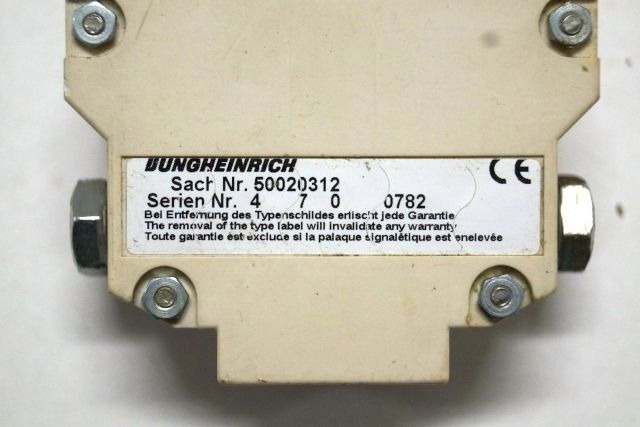 JUNGHEINRICH
CE
Sach Nr. 50020312
Serien Nr. 4 7 0 0782
Bei Entfernung des Typenschildes erlischt jede Garantie
The removal of the type label will invalidate any warranty
Toute garantie est excluse si la palaque signalétique est enelevée